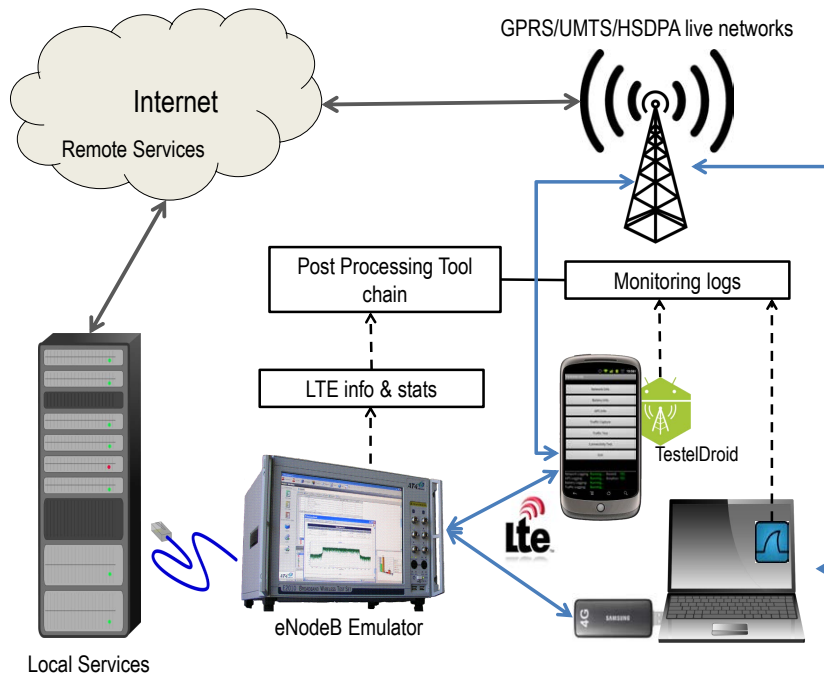 GPRS/UMTS/HSDPA live networks
Internet
Remote Services
Post Processing Tool
chain
Monitoring logs
LTE info & stats
TestelDroid
Lte
4G
SAMSUNG
eNodeB Emulator
Local Services